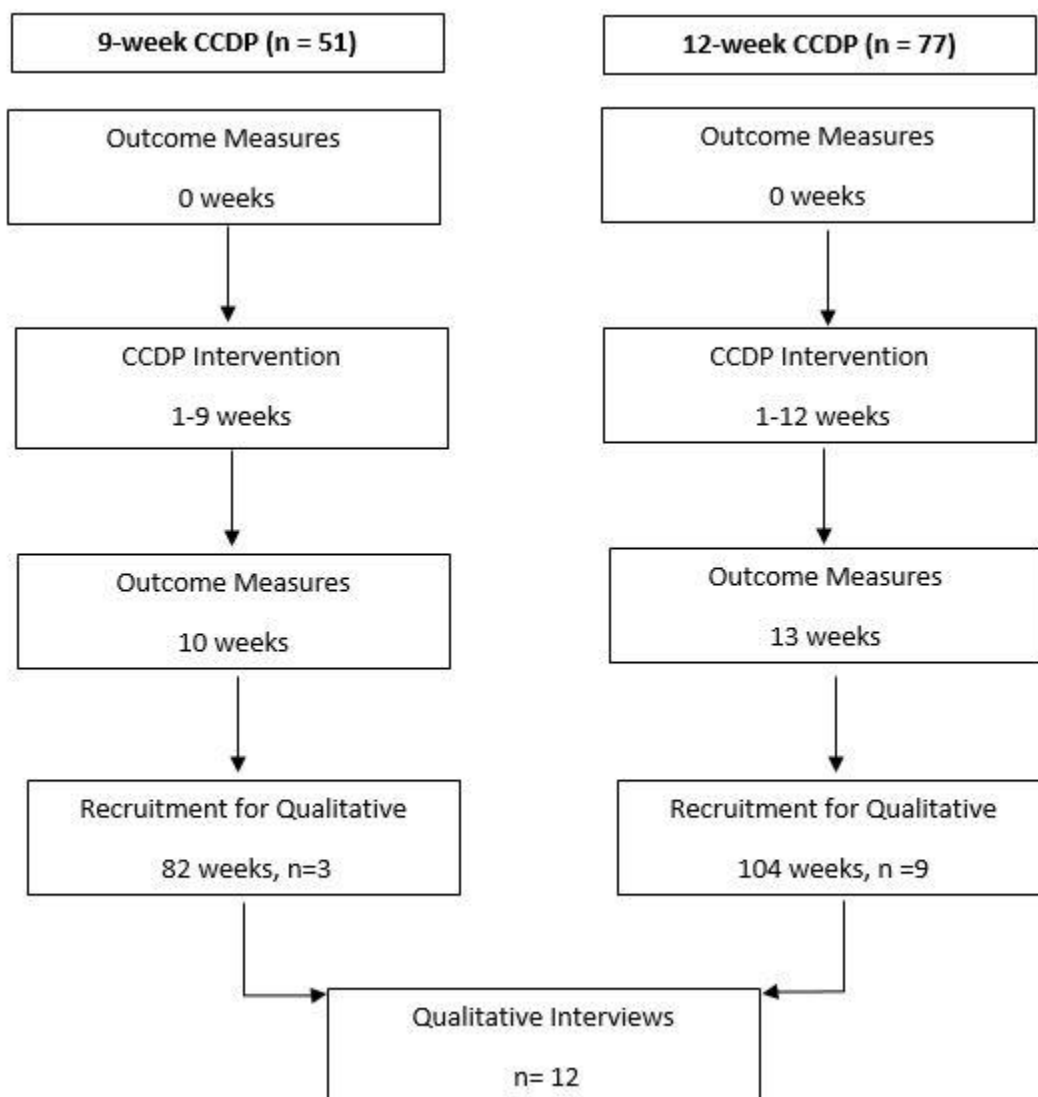 9-week CCDP (n = 51)
Outcome Measures
0 weeks
CCDP Intervention
1-9 weeks
Outcome Measures
10 weeks
Recruitment for Qualitative
82 weeks, n=3
12-week CCDP (n = 77)
Outcome Measures
0 weeks
CCDP Intervention
1-12 weeks
Outcome Measures
13 weeks
Recruitment for Qualitative
104 weeks, n =9
Qualitative Interviews
n= 12